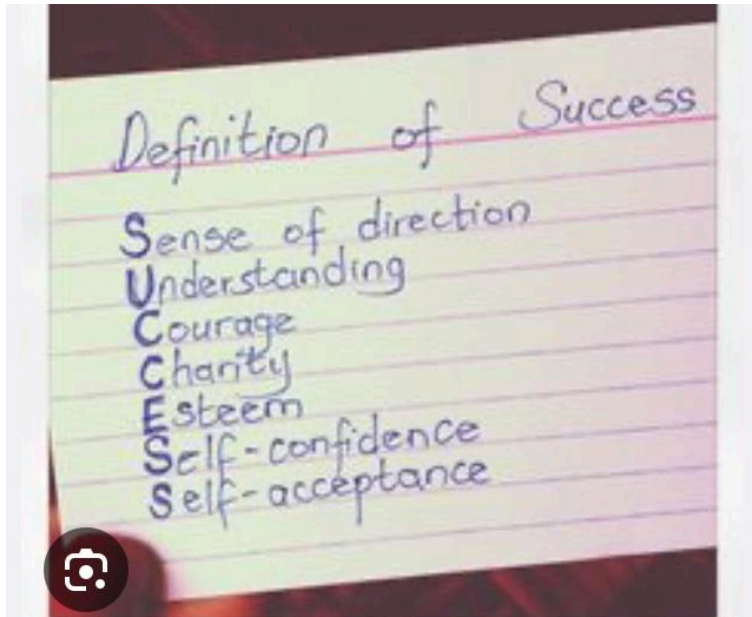 Definition of Success
Sense of direction
Understanding
Courage
Charity
Esteem
Self-confidence
Self-acceptance